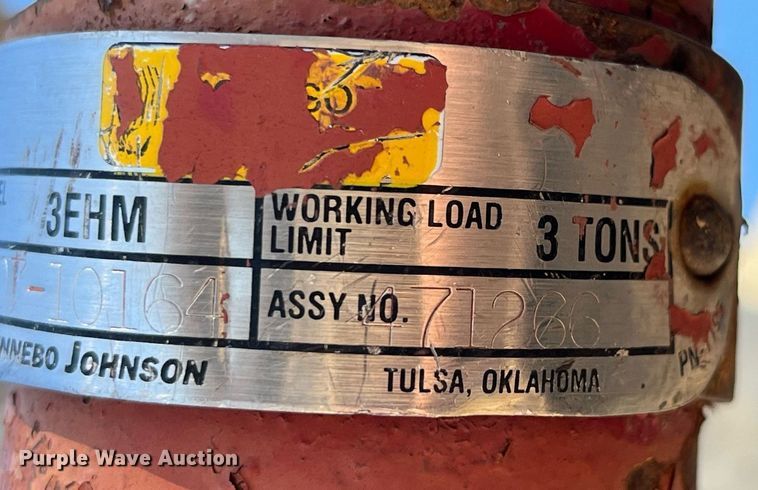 3EHM
WORKING LOAD
LIMIT
3 TONS
-10164
ASSY NO.
471266
JOHNSON
TULSA, OKLAHOMA
Purple Wave Auction